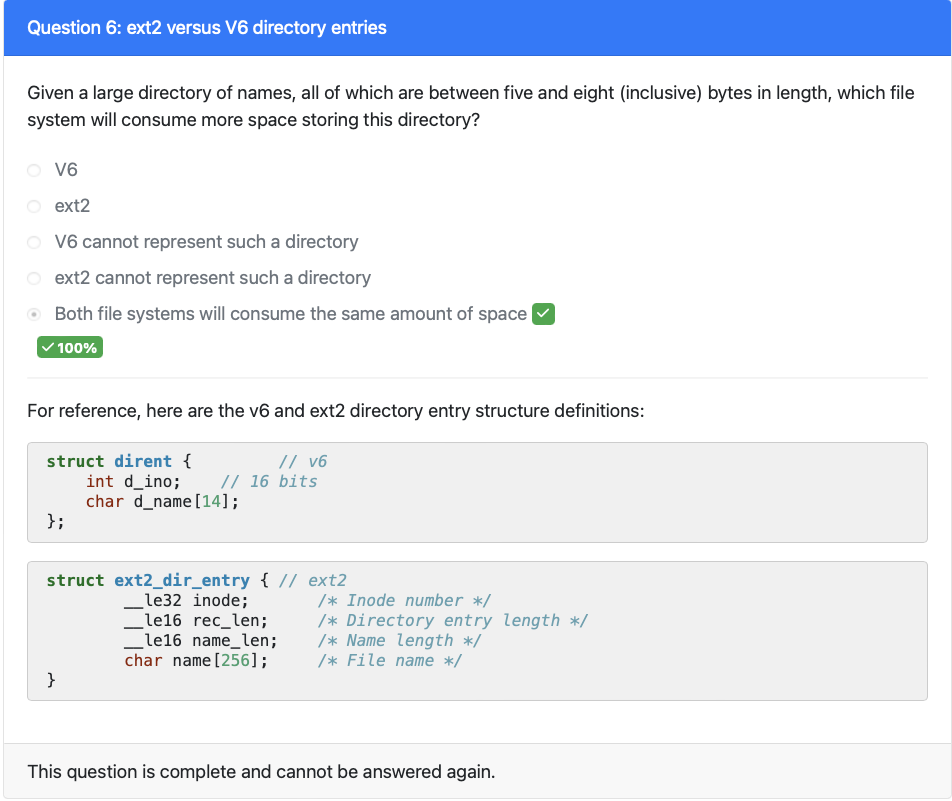 Question 6: ext2 versus V6 directory entries
Given a large directory of names, all of which are between five and eight (inclusive) bytes in length, which file
system will consume more space storing this directory?
V6
ext2
V6 cannot represent such a directory
ext2 cannot represent such a directory
Both file systems will consume the same amount of space
100%
For reference, here are the v6 and ext2 directory entry structure definitions:
struct dirent {         // v6
    int d_ino;    // 16 bits
    char d_name[14];
};
struct ext2_dir_entry { // ext2
        __le32 inode;       /* Inode number */
        __le16 rec_len;     /* Directory entry length */
        __le16 name_len;    /* Name length */
        char name[256];     /* File name */
}
This question is complete and cannot be answered again.